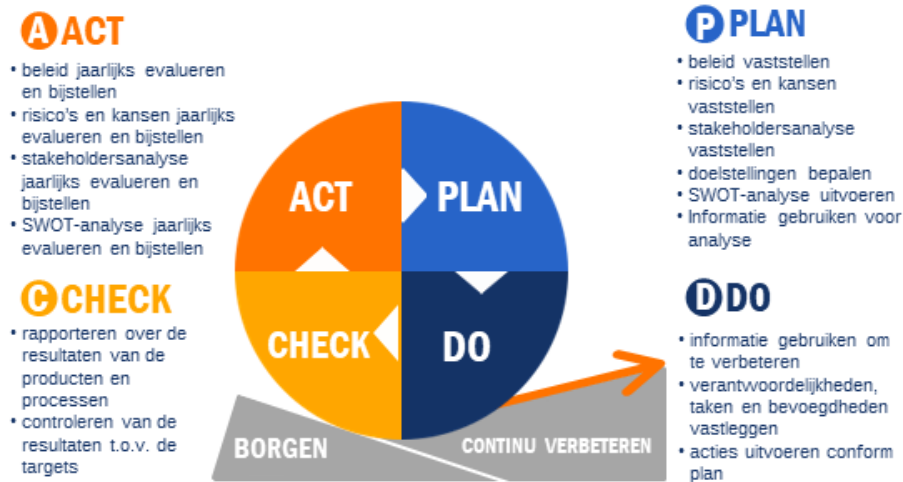 A ACT
• beleid jaarlijks evalueren
en bijstellen
• risico's en kansen jaarlijks
evalueren en bijstellen
• stakeholdersanalyse
jaarlijks evalueren en
bijstellen
• SWOT-analyse jaarlijks
evalueren en bijstellen
C CHECK
• rapporteren over de
resultaten van de
producten en
processen
• controleren van de
resultaten t.o.v. de
targets
ACT
PLAN
CHECK
DO
BORGEN
CONTINU VERBETEREN
P PLAN
• beleid vaststellen
• risico's en kansen
vaststellen
• stakeholdersanalyse
vaststellen
• doelstellingen bepalen
• SWOT-analyse uitvoeren
• Informatie gebruiken voor
analyse
D DO
• informatie gebruiken om
te verbeteren
• verantwoordelijkheden,
taken en bevoegdheden
vastleggen
• acties uitvoeren conform
plan